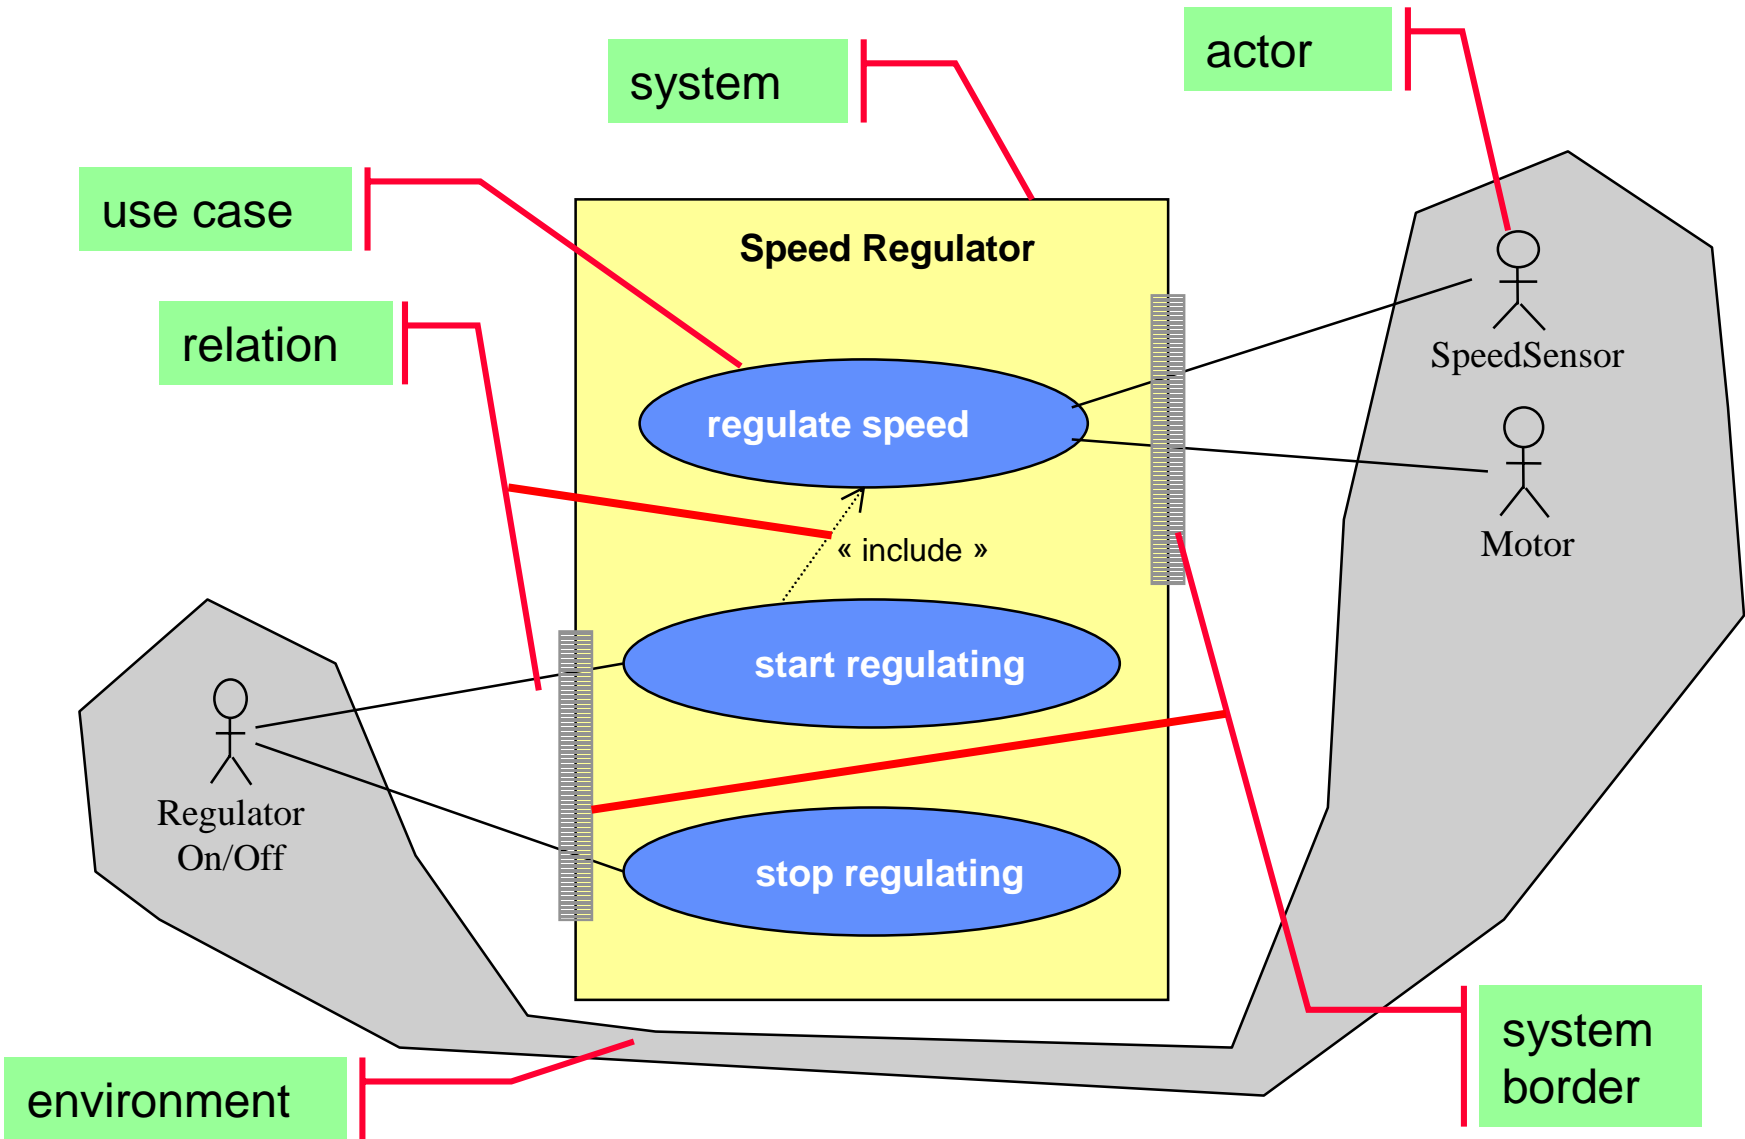 actor
system
use case
Speed Regulator
relation
SpeedSensor
regulate speed
Motor
« include »
start regulating
Regulator
On/Off
stop regulating
system
border
environment